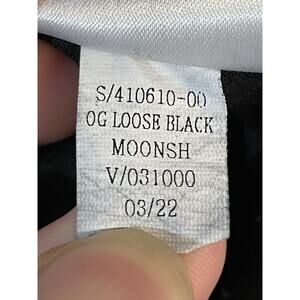 S/410610-00
OG LOOSE BLACK
MOONSH
V/031000
03/22